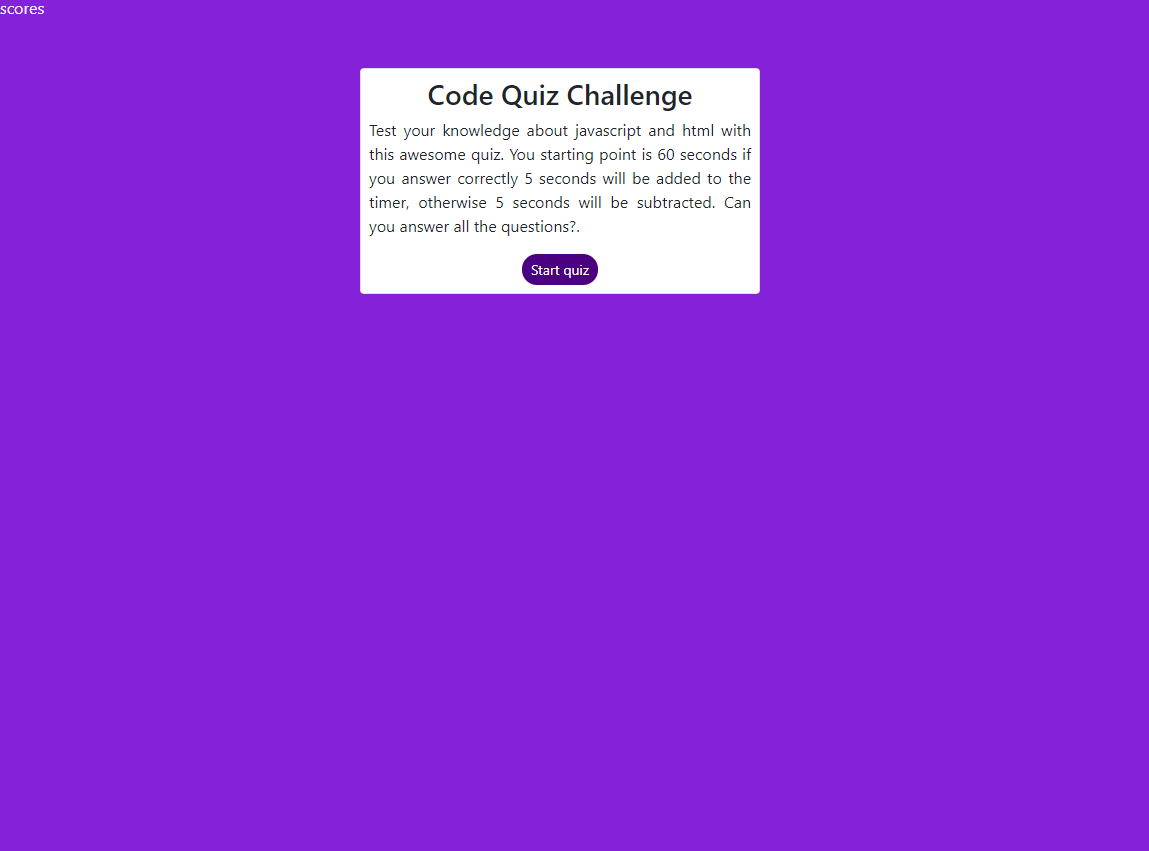 scores
Code Quiz Challenge
Test your knowledge about javascript and html with
this awesome quiz. You starting point is 60 seconds if
you answer correctly 5 seconds will be added to the
timer, otherwise 5 seconds will be subtracted. Can
you answer all the questions?.
Start quiz